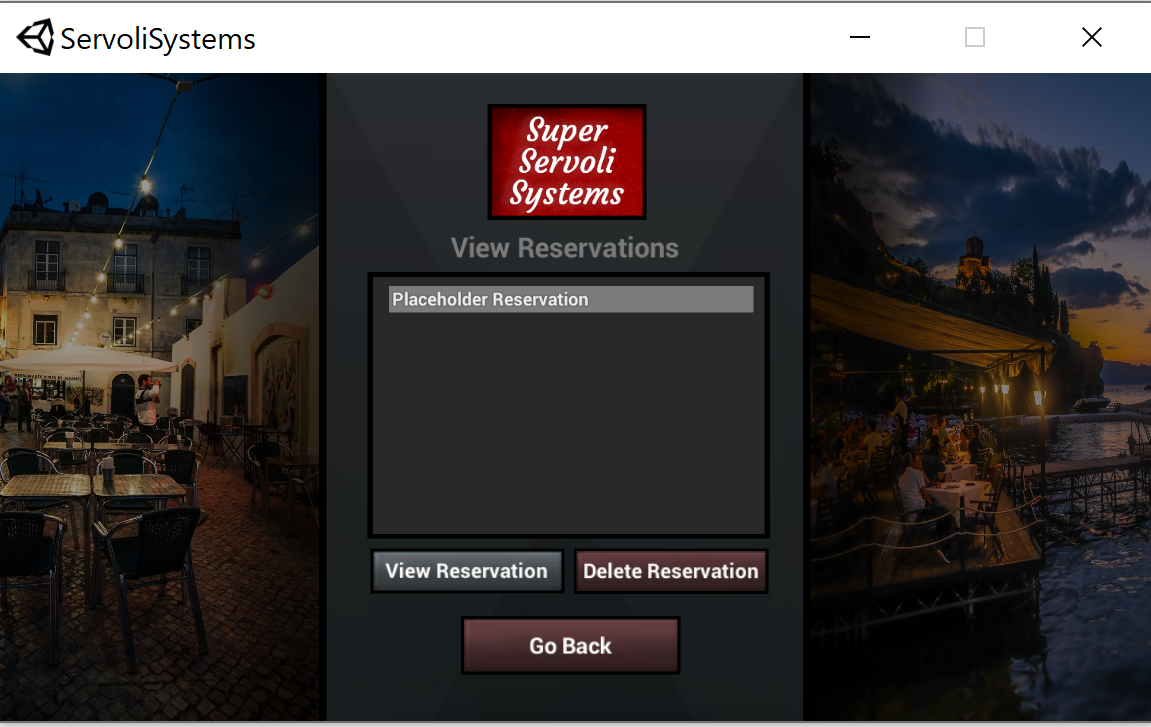 ServoliSystems
Super
Servoli
Systems
View Reservations
Placeholder Reservation
View Reservation
Delete Reservation
Go Back